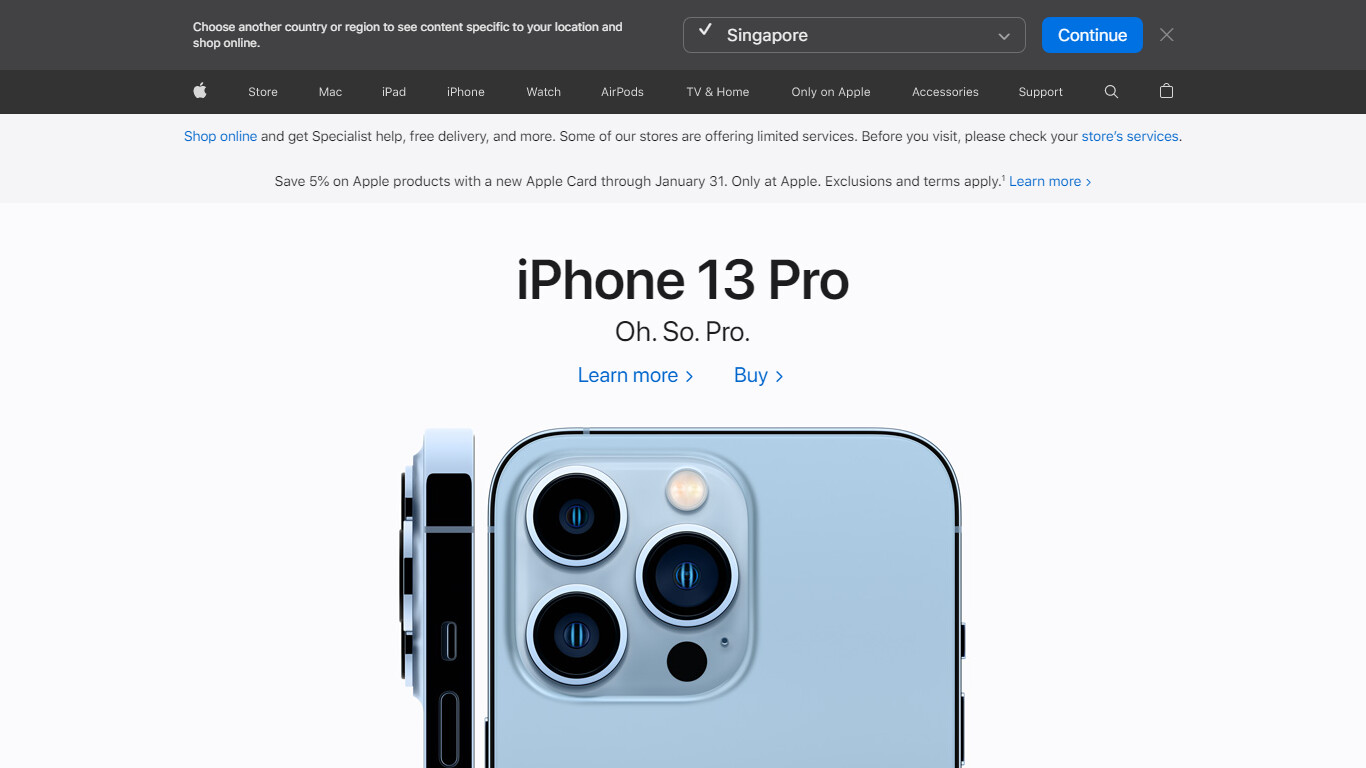 Choose another country or region to see content specific to your location and
shop online.
Singapore
Continue
Store
Mac
iPad
iPhone
Watch
AirPods
TV & Home
Only on Apple
Accessories
Support
Shop online and get Specialist help, free delivery, and more. Some of our stores are offering limited services. Before you visit, please check your store’s services.
Save 5% on Apple products with a new Apple Card through January 31. Only at Apple. Exclusions and terms apply.¹ Learn more >
iPhone 13 Pro
Oh. So. Pro.
Learn more >
Buy >